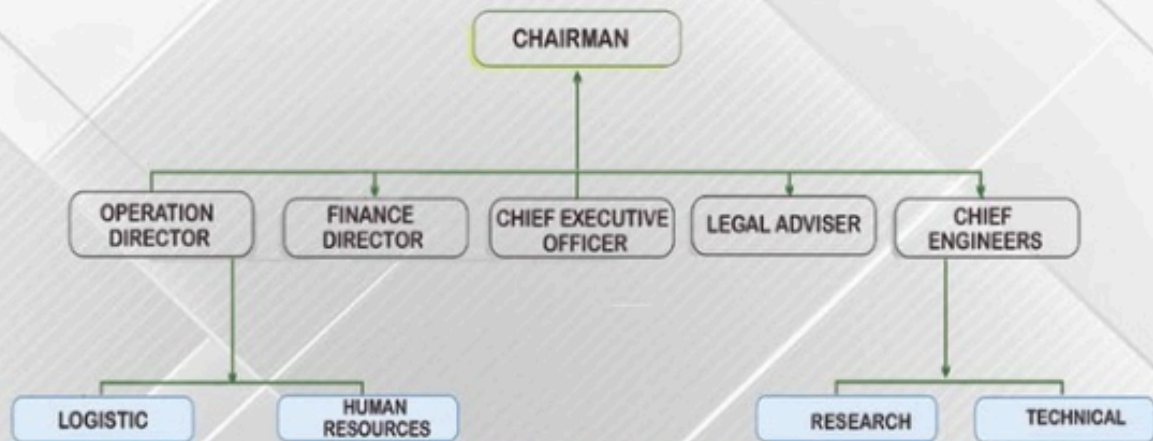 CHAIRMAN
OPERATION
DIRECTOR
FINANCE
DIRECTOR
CHIEF EXECUTIVE
OFFICER
LEGAL ADVISER
CHIEF
ENGINEERS
LOGISTIC
HUMAN
RESOURCES
RESEARCH
TECHNICAL